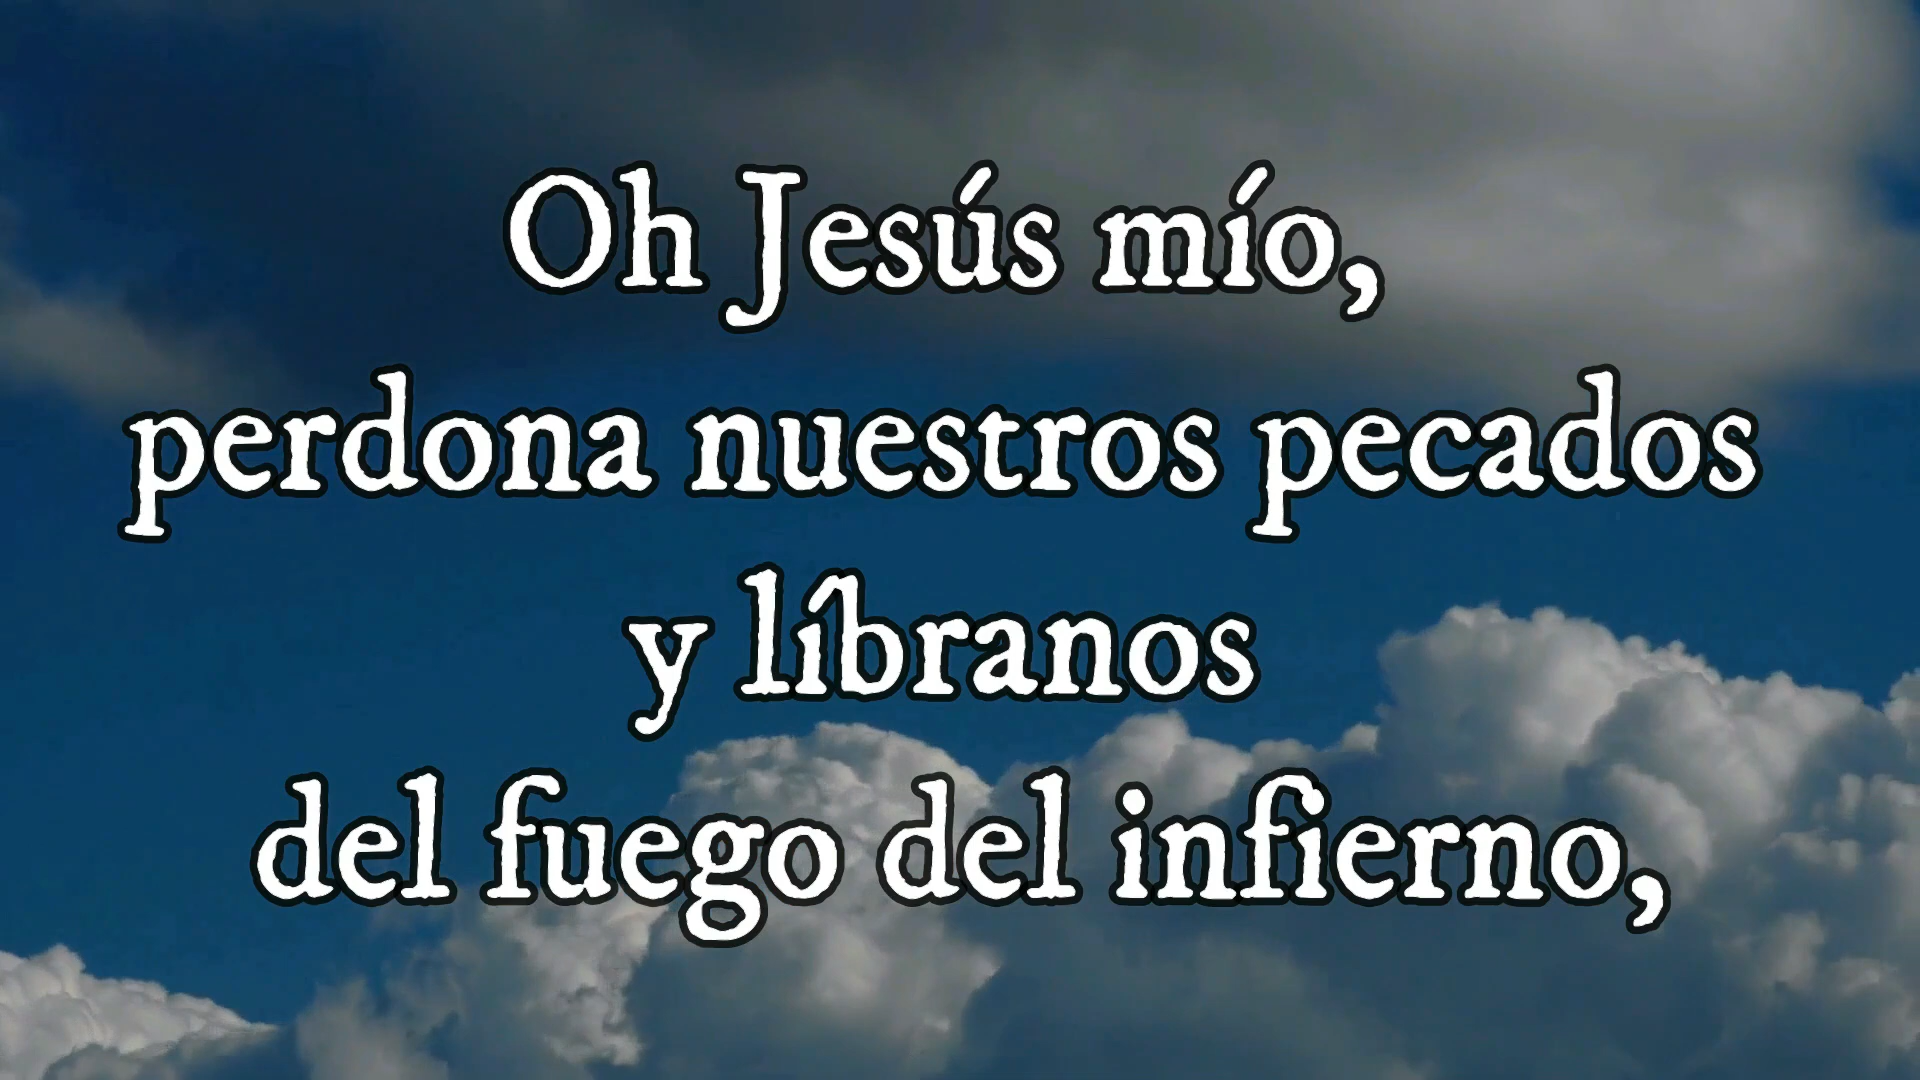 Oh Jesús mío,
perdona nuestros pecados
y líbranos
del fuego del infierno,